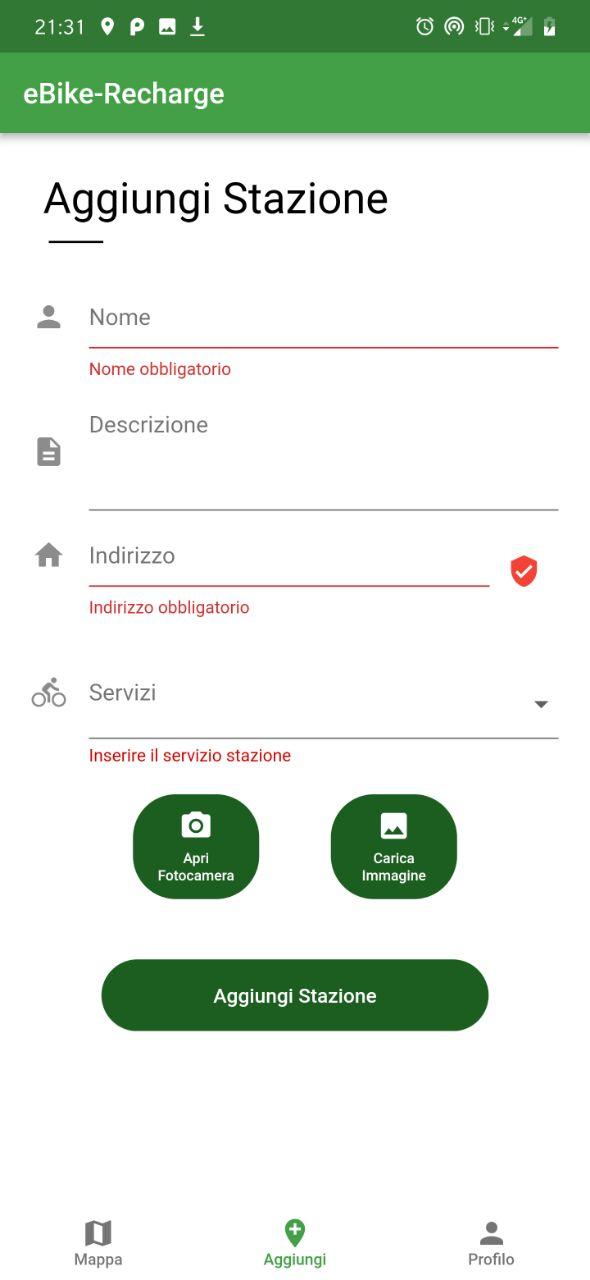 21:31
4G+
eBike-Recharge
Aggiungi Stazione
Nome
Nome obbligatorio
Descrizione
Indirizzo
Indirizzo obbligatorio
Servizi
Inserire il servizio stazione
Apri
Fotocamera
Carica
Immagine
Aggiungi Stazione
Mappa
Aggiungi
Profilo